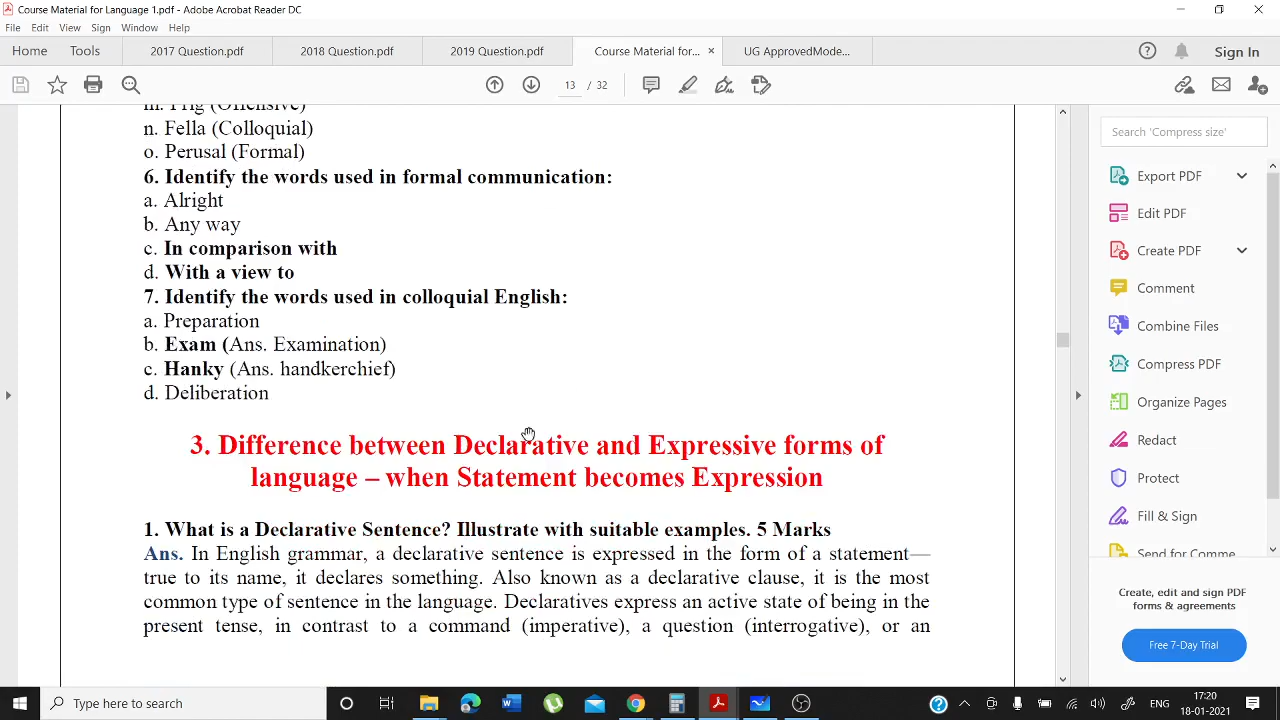 Course Material for Language 1.pdf - Adobe Acrobat Reader DC
File Edit View Sign Window Help
Home Tools 2017 Question.pdf 2018 Question.pdf 2019 Question.pdf Course Material for... × UG ApprovedMode... Sign In
13 / 32
m. Prig (Offensive)
n. Fella (Colloquial)
o. Perusal (Formal)
6. Identify the words used in formal communication:
a. Alright
b. Any way
c. In comparison with
d. With a view to
7. Identify the words used in colloquial English:
a. Preparation
b. Exam (Ans. Examination)
c. Hanky (Ans. handkerchief)
d. Deliberation
3. Difference between Declarative and Expressive forms of
language – when Statement becomes Expression
1. What is a Declarative Sentence? Illustrate with suitable examples. 5 Marks
Ans. In English grammar, a declarative sentence is expressed in the form of a statement—
true to its name, it declares something. Also known as a declarative clause, it is the most
common type of sentence in the language. Declaratives express an active state of being in the
present tense, in contrast to a command (imperative), a question (interrogative), or an
Search 'Compress size'
Export PDF
Edit PDF
Create PDF
Comment
Combine Files
Compress PDF
Organize Pages
Redact
Protect
Fill & Sign
Send for Comme
Create, edit and sign PDF
forms & agreements
Free 7-Day Trial
Type here to search
ENG
17:20
18-01-2021